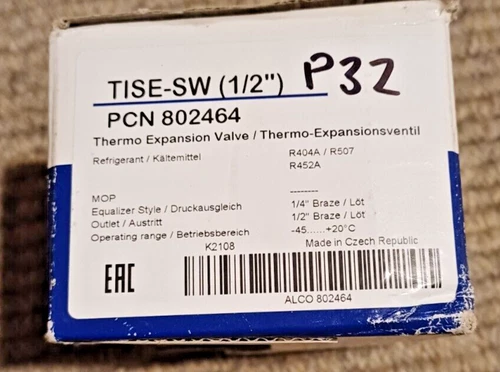 TISE-SW (1/2") P32
PCN 802464
Thermo Expansion Valve / Thermo-Expansionsventil
Refrigerant / Kältemittel R404A / R507
R452A
MOP --------
Equalizer Style / Druckausgleich 1/4" Braze / Löt
Outlet / Austritt 1/2" Braze / Löt
Operating range / Betriebsbereich -45......+20°C
K2108 Made in Czech Republic
EAC
ALCO 802464